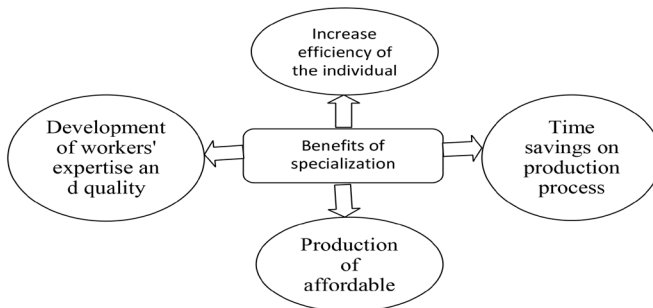 Increase
efficiency of
the individual
Development
of workers'
expertise an
d quality
Benefits of
specialization
Time
savings on
production
process
Production
of
affordable